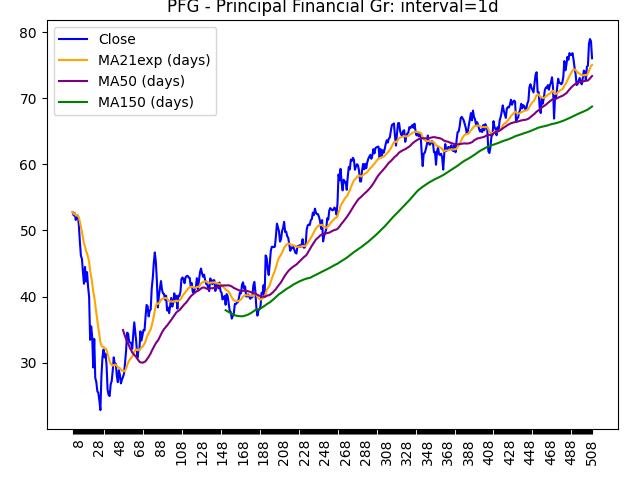 PFG - Principal Financial Gr: interval=1d
Close
MA21exp (days)
MA50 (days)
MA150 (days)
80
70
60
50
40
30
8 28 48 68 88 108 128 148 168 188 208 228 248 268 288 308 328 348 368 388 408 428 448 468 488 508